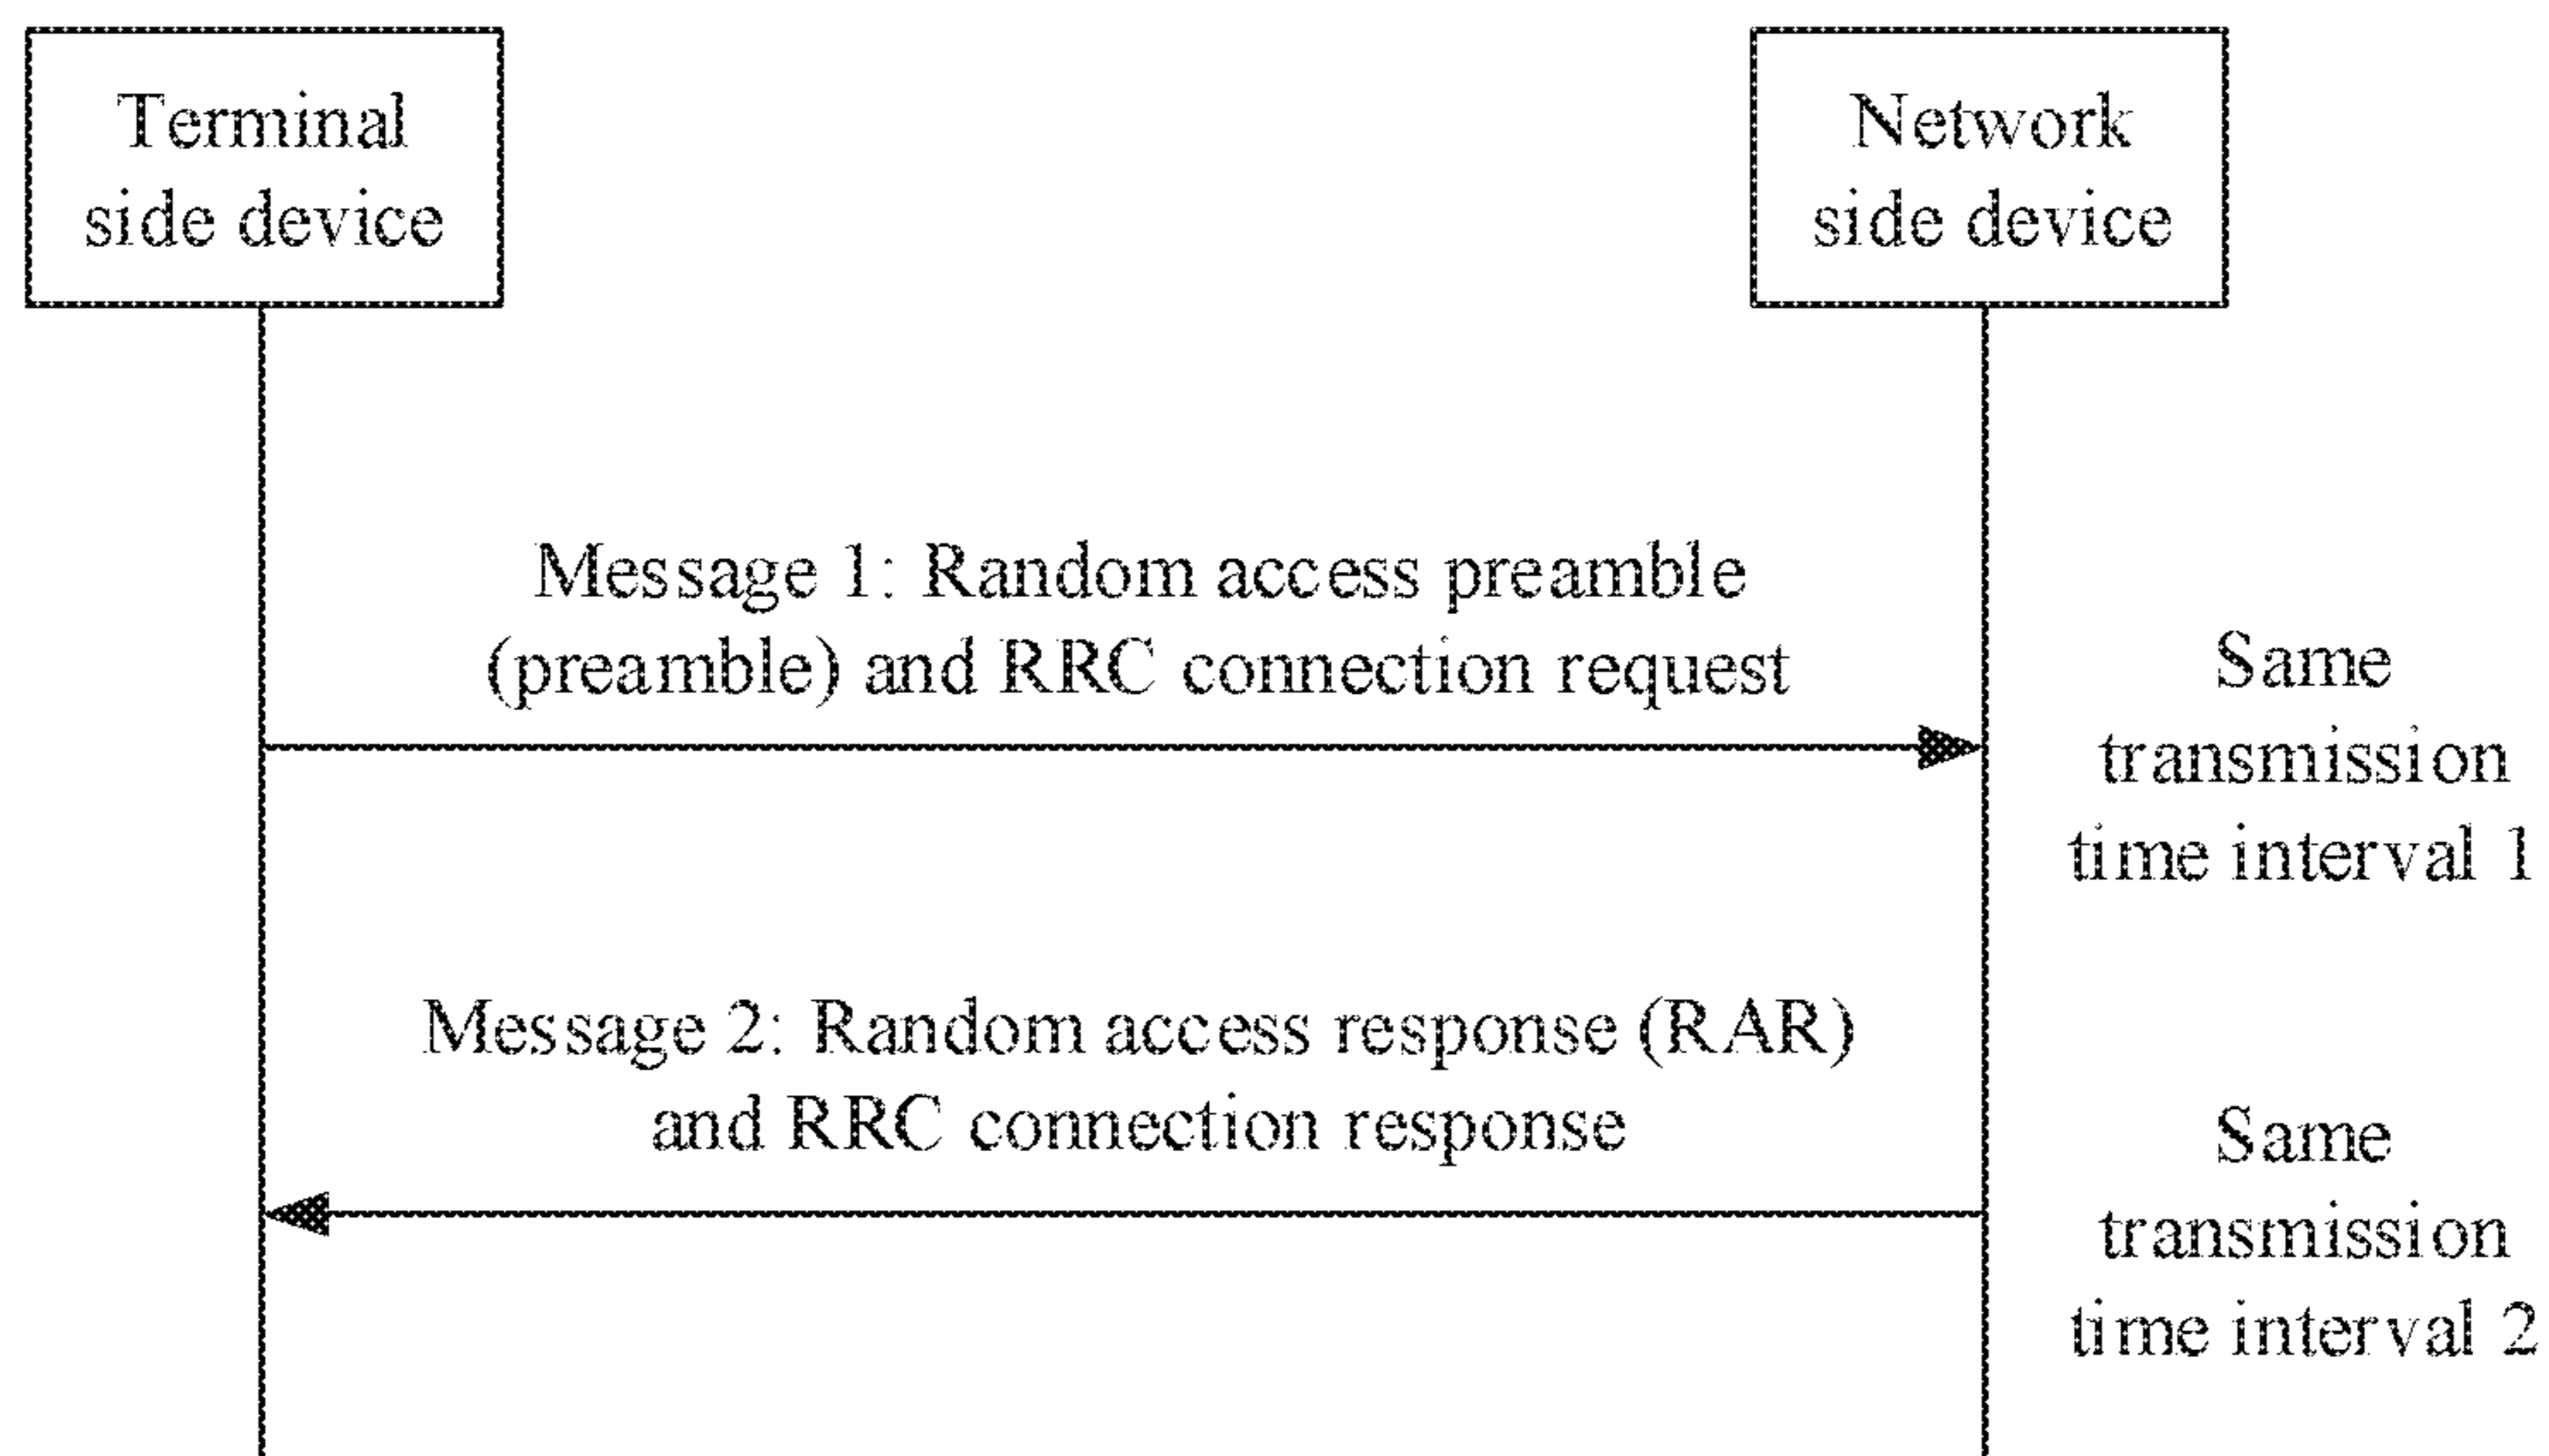 Terminal
side device
Network
side device
Message 1: Random access preamble
(preamble) and RRC connection request
Same
transmission
time interval 1
Message 2: Random access response (RAR)
and RRC connection response
Same
transmission
time interval 2